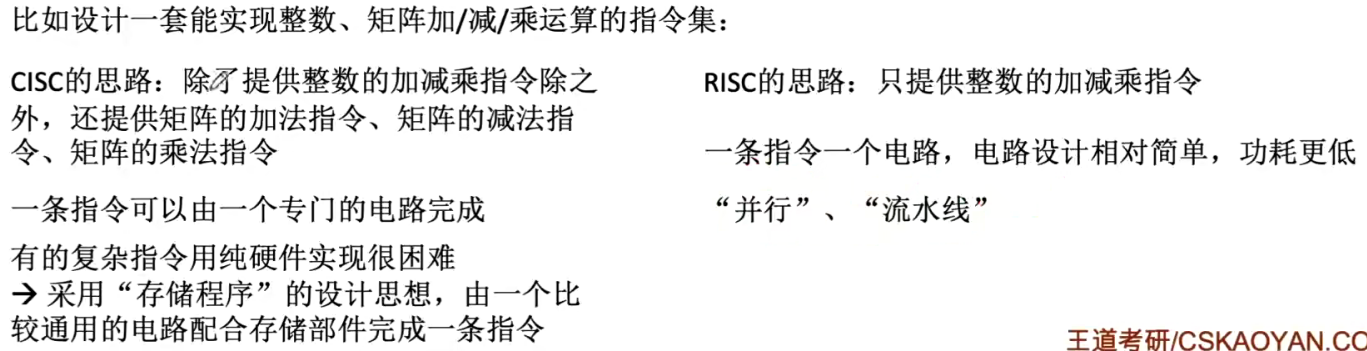 比如设计一套能实现整数、矩阵加/减/乘运算的指令集：
CISC的思路：除了提供整数的加减乘指令除之
外，还提供矩阵的加法指令、矩阵的减法指
令、矩阵的乘法指令
一条指令可以由一个专门的电路完成
有的复杂指令用纯硬件实现很困难
→ 采用“存储程序”的设计思想，由一个比
较通用的电路配合存储部件完成一条指令
RISC的思路：只提供整数的加减乘指令
一条指令一个电路，电路设计相对简单，功耗更低
“并行”、“流水线”
王道考研/CSKAOYAN.CC